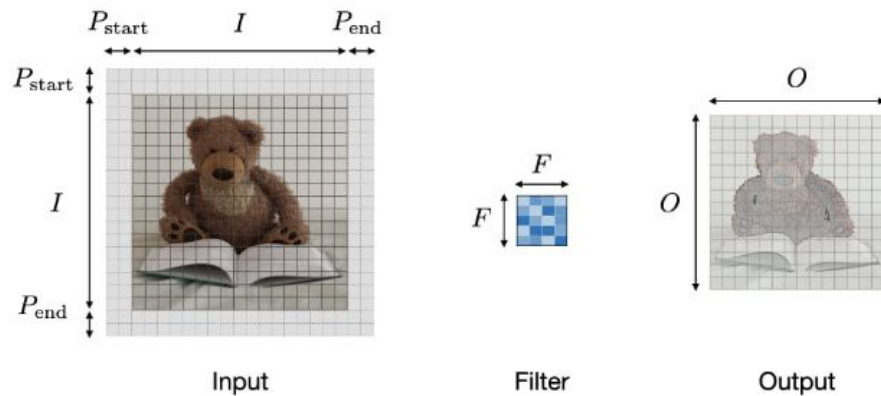 P_start I P_end
P_start
O
F
I F O
P_end
Input Filter Output